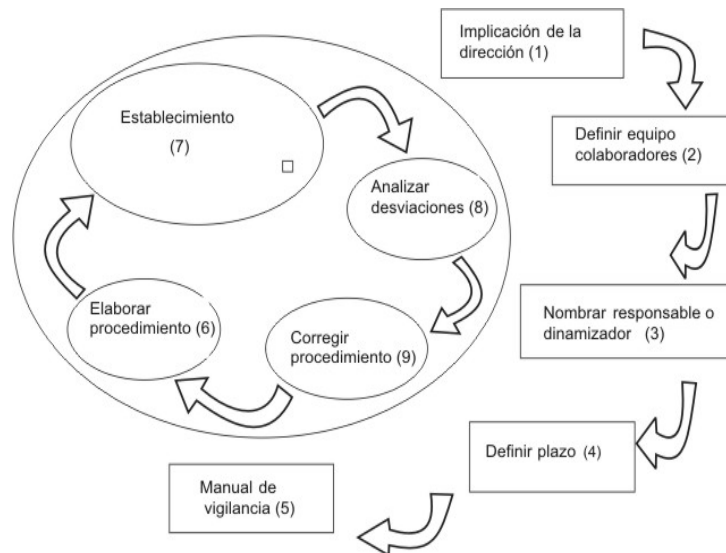 Implicación de la
dirección (1)
Definir equipo
colaboradores (2)
Nombrar responsable o
dinamizador (3)
Definir plazo (4)
Manual de
vigilancia (5)
Elaborar
procedimiento (6)
Establecimiento
(7)
Analizar
desviaciones (8)
Corregir
procedimiento (9)